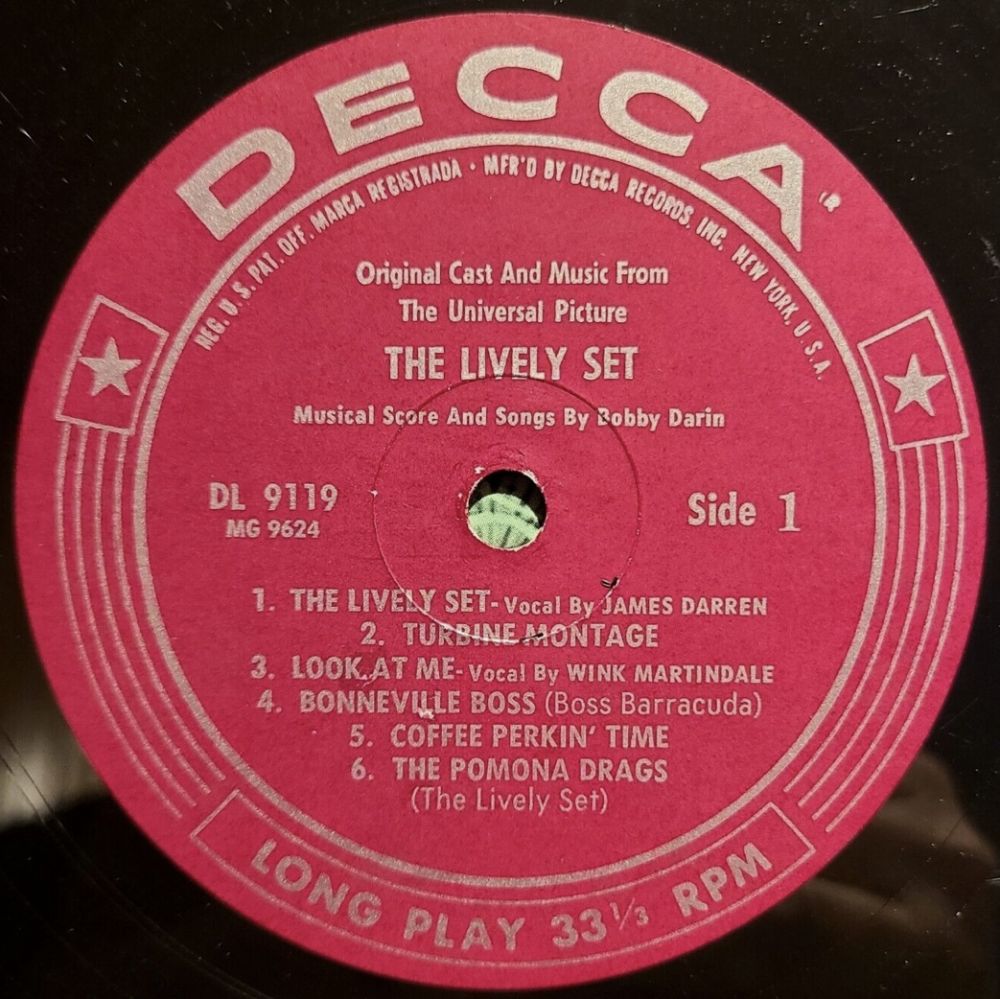 DECCA
®
REG. U.S. PAT. OFF. MARCA REGISTRADA • MFR'D BY DECCA RECORDS, INC. NEW YORK, U.S.A.
Original Cast And Music From
The Universal Picture
THE LIVELY SET
Musical Score And Songs By Bobby Darin
DL 9119
MG 9624
Side 1
1. THE LIVELY SET-Vocal By JAMES DARREN
2. TURBINE MONTAGE
3. LOOK AT ME-Vocal By WINK MARTINDALE
4. BONNEVILLE BOSS (Boss Barracuda)
5. COFFEE PERKIN' TIME
6. THE POMONA DRAGS
(The Lively Set)
LONG PLAY 33 1/3 RPM